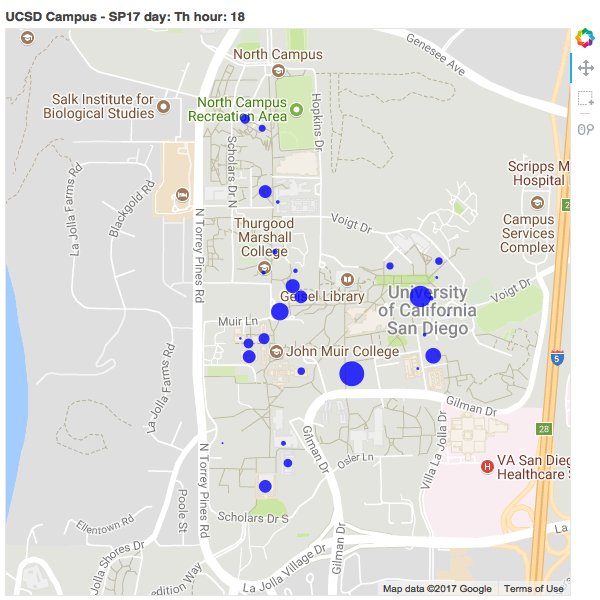 UCSD Campus - SP17 day: Th hour: 18
Genesee Ave
North Campus
Salk Institute for
Biological Studies
North Campus
Recreation Area
Hopkins Dr
Scholars Dr N
La Jolla Farms Rd
Blackgold Rd
Scripps M
Hospital
2
N Torrey Pines Rd
Voigt Dr
Thurgood
Marshall
College
Campus
Services
Complex
Geisel Library
University
of California
San Diego
Voigt Dr
Muir Ln
John Muir College
La Jolla Farms Rd
5
Gilman Dr
Gilman Dr
Villa La Jolla Dr
28
Osler Ln
N Torrey Pines Rd
H
VA San Dieg
Healthcare S
Poole St
Ellentown Rd
Scholars Dr S
La Jolla Shores Dr
Gilman Dr
La
edition Way
La Jolla Village Dr
Map data ©2017 Google
Terms of Use